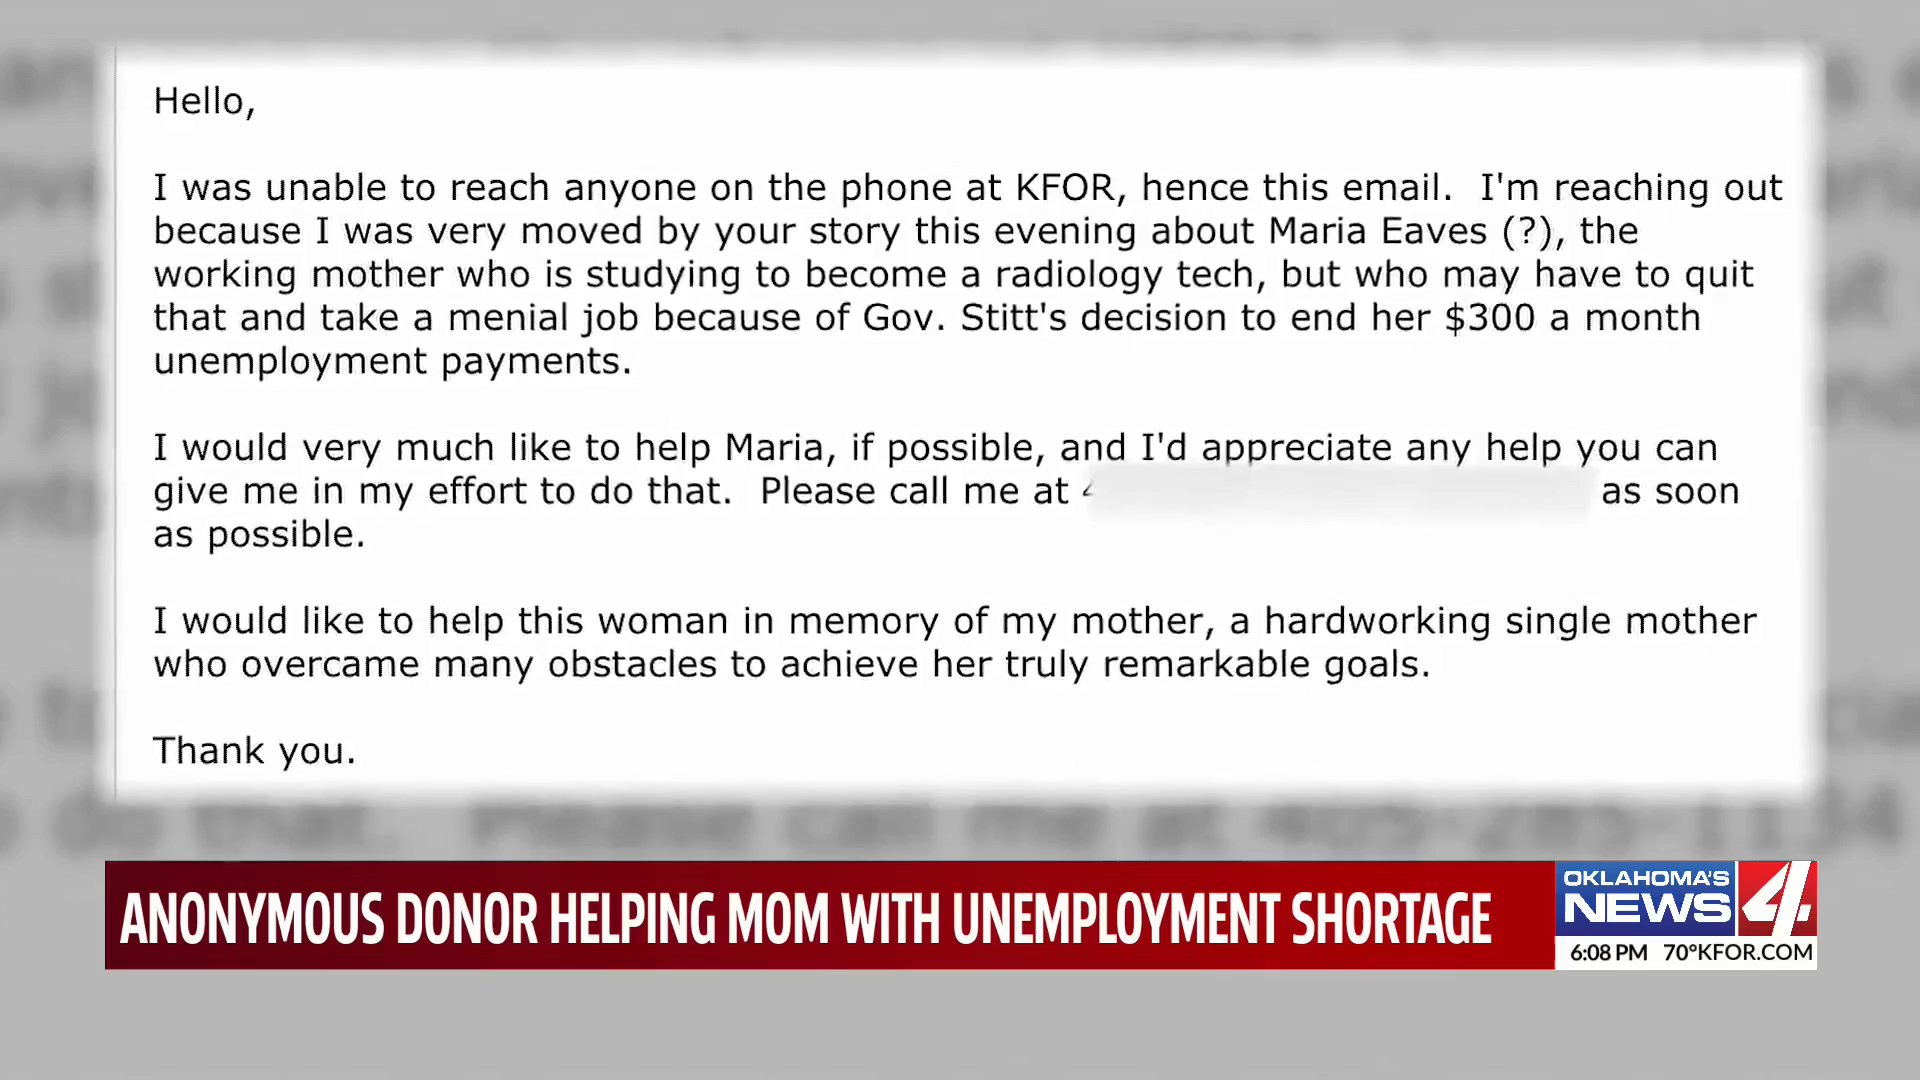 Hello,
I was unable to reach anyone on the phone at KFOR, hence this email.  I'm reaching out
because I was very moved by your story this evening about Maria Eaves (?), the
working mother who is studying to become a radiology tech, but who may have to quit
that and take a menial job because of Gov. Stitt's decision to end her $300 a month
unemployment payments.
I would very much like to help Maria, if possible, and I'd appreciate any help you can
give me in my effort to do that.  Please call me at as soon
as possible.
I would like to help this woman in memory of my mother, a hardworking single mother
who overcame many obstacles to achieve her truly remarkable goals.
Thank you.
do that. Please call me at
ANONYMOUS DONOR HELPING MOM WITH UNEMPLOYMENT SHORTAGE
OKLAHOMA'S
NEWS 4
6:08 PM 70° KFOR.COM